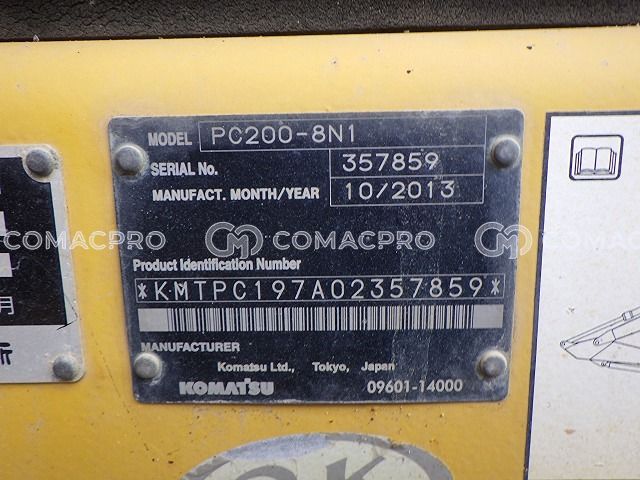 MODEL PC200-8N1
SERIAL No. 357859
MANUFACT. MONTH/YEAR 10/2013
COMACPRO COMACPRO COMACPRO
Product Identification Number
*KMTPC197A02357859*
MANUFACTURER
Komatsu Ltd., Tokyo, Japan
KOMATSU 09601-14000
月